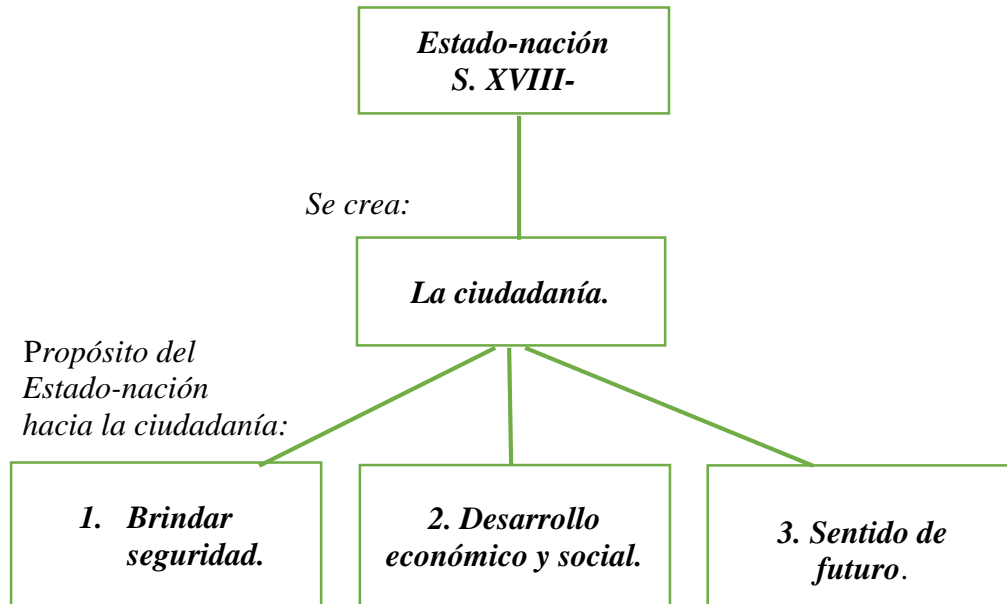 Estado-nación
S. XVIII-
Se crea:
La ciudadanía.
Propósito del
Estado-nación
hacia la ciudadanía:
1. Brindar
seguridad.
2. Desarrollo
económico y social.
3. Sentido de
futuro.